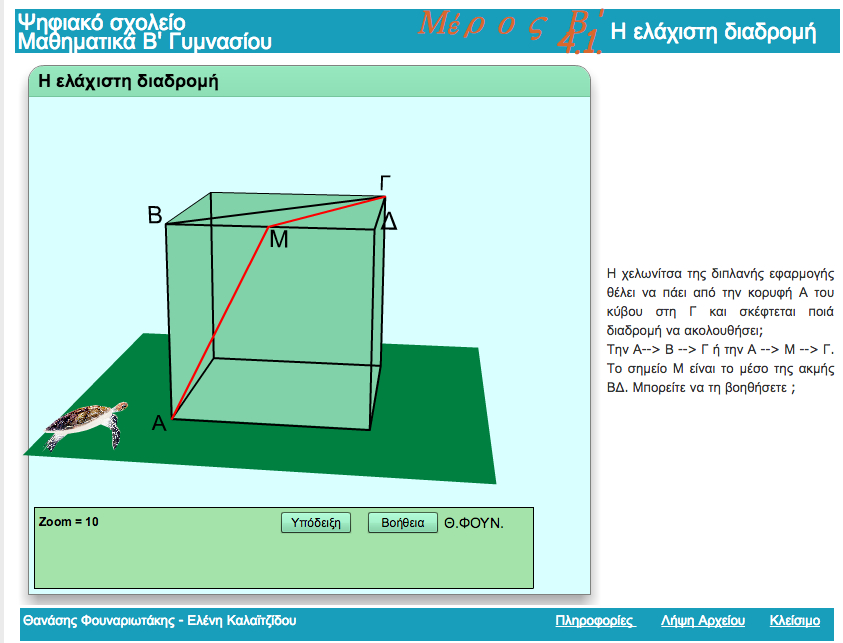 Ψηφιακό σχολείο
Μαθηματικά Β' Γυμνασίου
Μέρος Β'
4.1.
Η ελάχιστη διαδρομή
Η ελάχιστη διαδρομή
Γ
Β
Δ
Μ
Α
Η χελωνίτσα της διπλανής εφαρμογής
θέλει να πάει από την κορυφή Α του
κύβου στη Γ και σκέφτεται ποιά
διαδρομή να ακολουθήσει;
Την Α--> Β --> Γ ή την Α --> Μ --> Γ.
Το σημείο Μ είναι το μέσο της ακμής
ΒΔ. Μπορείτε να τη βοηθήσετε ;
Zoom = 10
Υπόδειξη
Βοήθεια
Θ.ΦΟΥΝ.
Θανάσης Φουναριωτάκης - Ελένη Καλαϊτζίδου
Πληροφορίες
Λήψη Αρχείου
Κλείσιμο